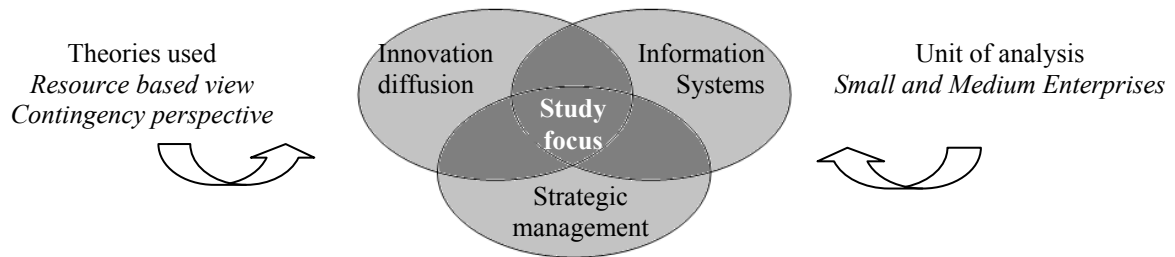 Theories used
Resource based view
Contingency perspective
Innovation
diffusion
Information
Systems
Study
focus
Strategic
management
Unit of analysis
Small and Medium Enterprises